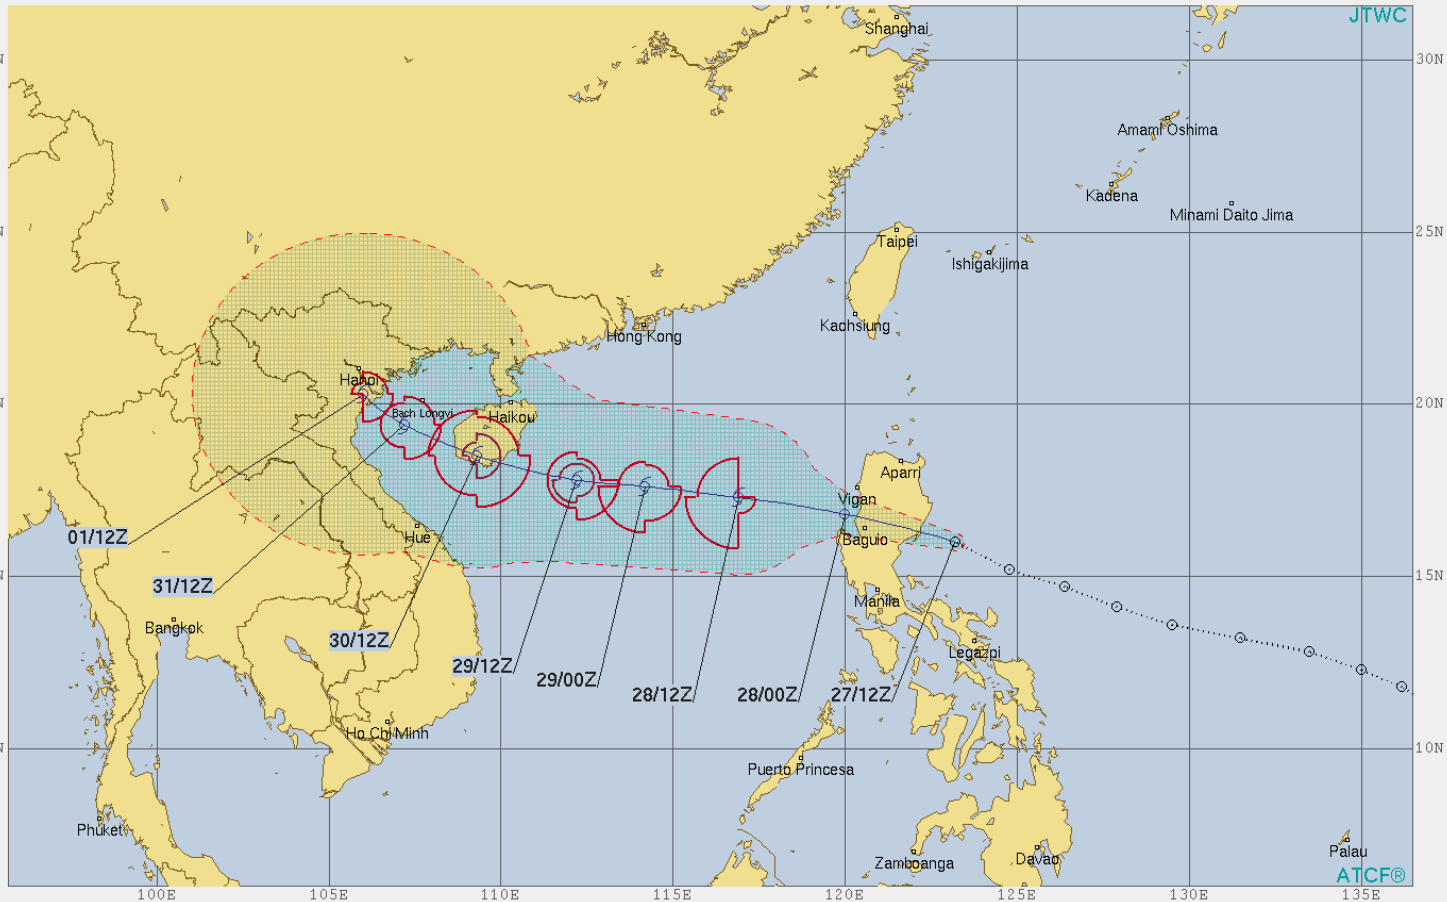 JTWC
Shanghai
30N
Amami Oshima
Kadena
Minami Daito Jima
25N
Taipei
Ishigakijima
Kaohsiung
Hong Kong
Hanoi
20N
Bach Longvi
Haikou
Aparri
Vigan
01/12Z
Hue
Baguio
15N
31/12Z
Manila
Bangkok
30/12Z
Legazpi
29/12Z
29/00Z
28/12Z
28/00Z
27/12Z
Ho Chi Minh
10N
Puerto Princesa
Phuket
Zamboanga
Davao
Palau
ATCF®
100E 105E 110E 115E 120E 125E 130E 135E